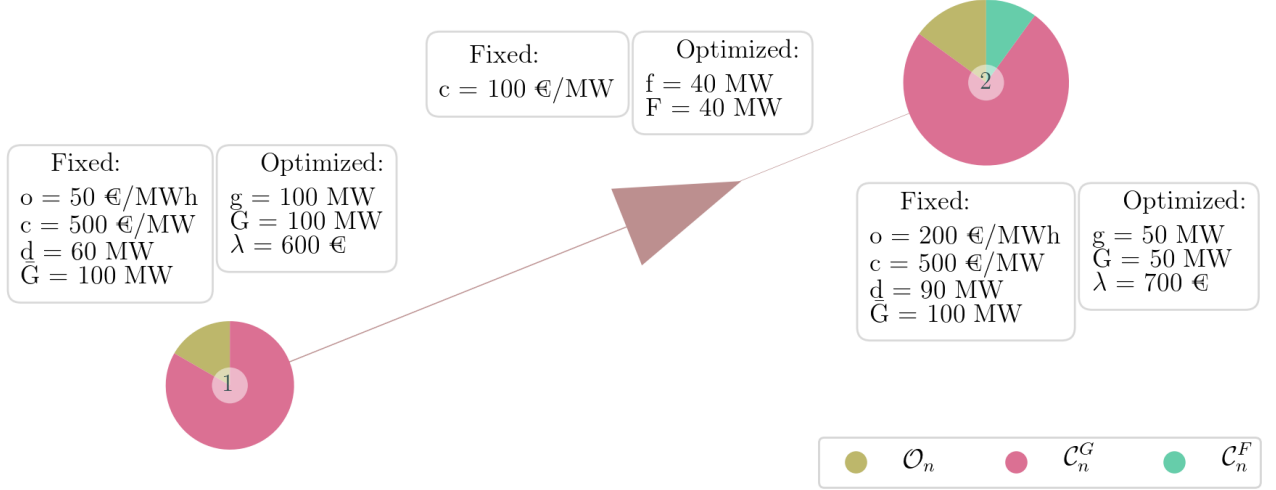 Fixed:
c = 100 €/MW
Optimized:
f = 40 MW
F = 40 MW
2
Fixed:
o = 50 €/MWh
c = 500 €/MW
d = 60 MW
Ḡ = 100 MW
Optimized:
g = 100 MW
G = 100 MW
λ = 600 €
Fixed:
o = 200 €/MWh
c = 500 €/MW
d = 90 MW
Ḡ = 100 MW
Optimized:
g = 50 MW
G = 50 MW
λ = 700 €
1
𝒪ₙ
𝒞ₙᴳ
𝒞ₙF